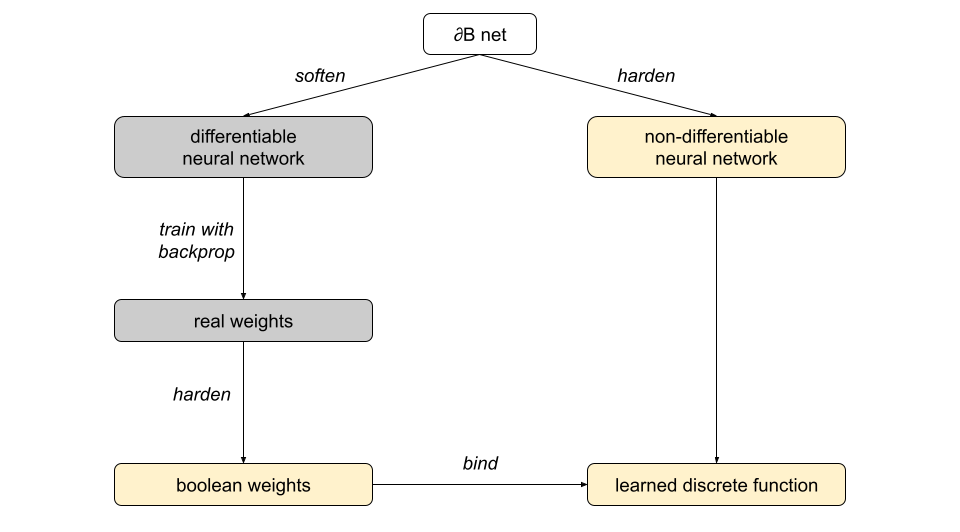 ∂B net
soften
harden
differentiable
neural network
non-differentiable
neural network
train with
backprop
real weights
harden
boolean weights
bind
learned discrete function